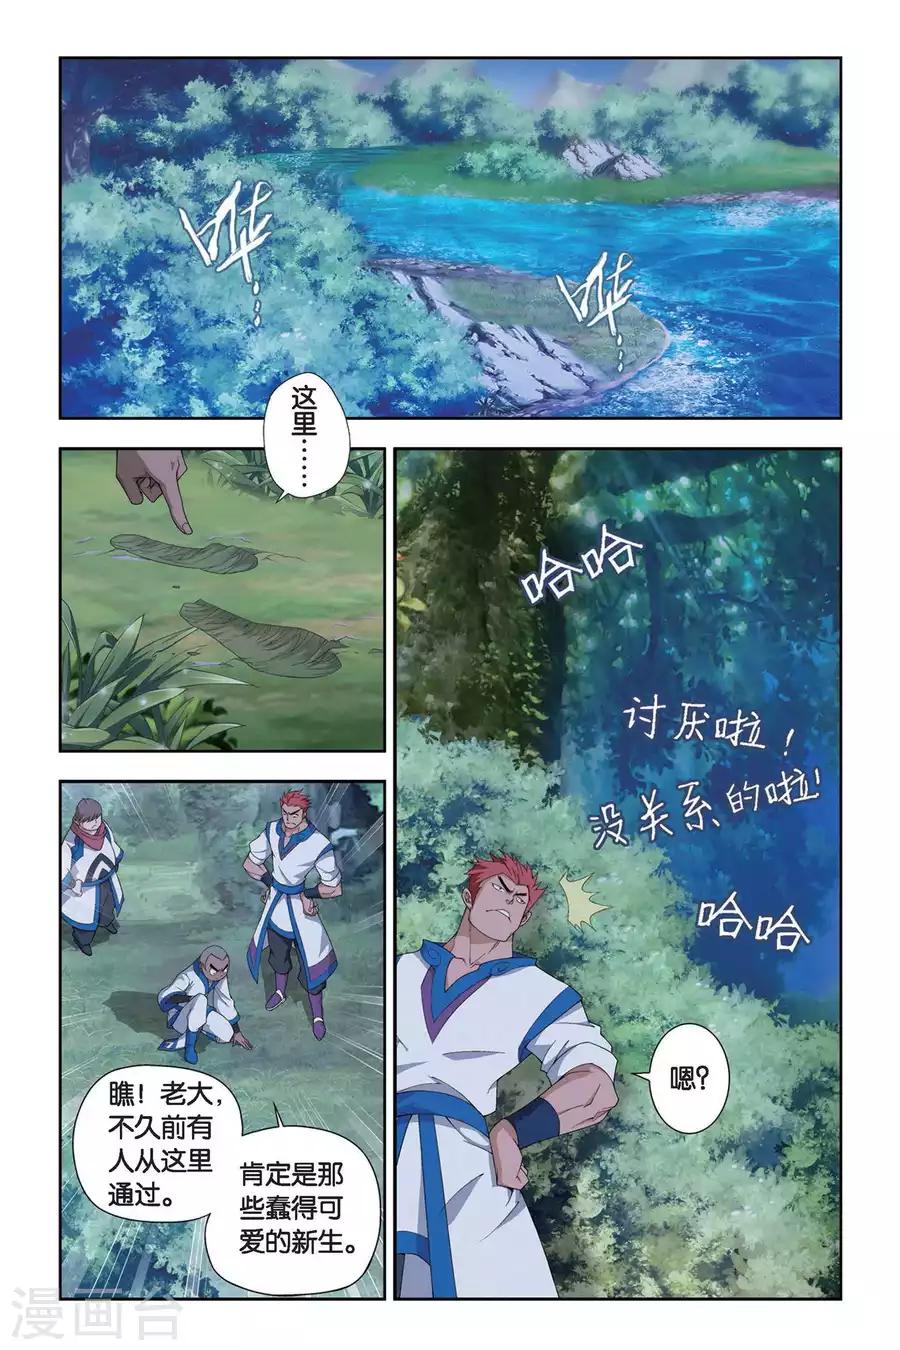 哗…
哗…
这里……
瞧！老大，
不久前有
人从这里
通过。
肯定是那
些蠢得可
爱的新生。
哈哈
讨厌啦！
没关系的啦！
哈哈
嗯？
漫画台